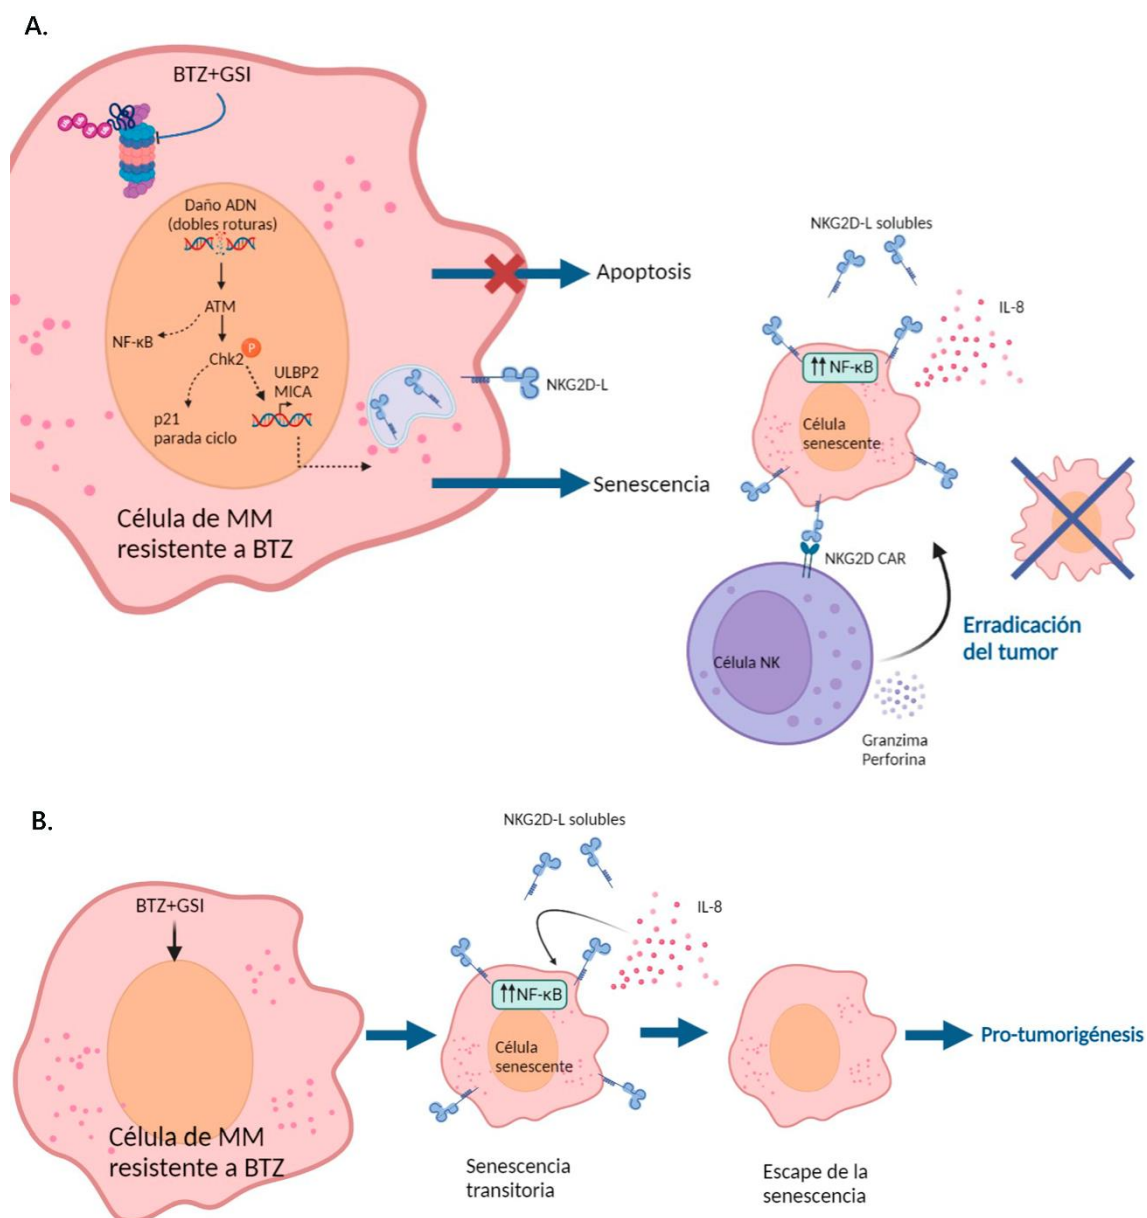 A.
BTZ+GSI
Daño ADN
(dobles roturas)
ATM
NF-κB
Chk2
P
ULBP2
MICA
p21
parada ciclo
Célula de MM
resistente a BTZ
Apoptosis
NKG2D-L
Senescencia
NKG2D-L solubles
IL-8
↑↑ NF-κB
Célula
senescente
NKG2D CAR
Célula NK
Erradicación
del tumor
Granzima
Perforina
B.
BTZ+GSI
Célula de MM
resistente a BTZ
NKG2D-L solubles
IL-8
↑↑NF-κB
Célula
senescente
Senescencia
transitoria
Escape de la
senescencia
Pro-tumorigénesis